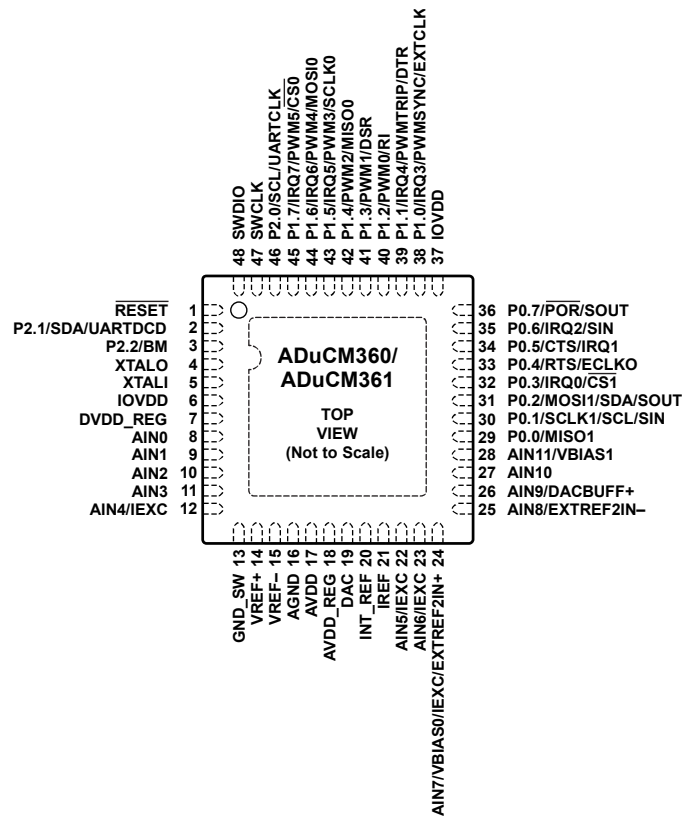 48 SWDIO
47 SWCLK
46 P2.0/SCL/UARTCLK
45 P1.7/IRQ7/PWM5/C̅S̅0̅
44 P1.6/IRQ6/PWM4/MOSI0
43 P1.5/IRQ5/PWM3/SCLK0
42 P1.4/PWM2/MISO0
41 P1.3/PWM1/DSR
40 P1.2/PWM0/RI
39 P1.1/IRQ4/PWMTRIP/DTR
38 P1.0/IRQ3/PWMSYNC/EXTCLK
37 IOVDD
R̅E̅S̅E̅T̅ 1
P2.1/SDA/UARTDCD 2
P2.2/BM 3
XTALO 4
XTALI 5
IOVDD 6
DVDD_REG 7
AIN0 8
AIN1 9
AIN2 10
AIN3 11
AIN4/IEXC 12
ADuCM360/
ADuCM361
TOP
VIEW
(Not to Scale)
36 P0.7/P̅O̅R̅/SOUT
35 P0.6/IRQ2/SIN
34 P0.5/CTS/IRQ1
33 P0.4/RTS/ECLKO
32 P0.3/IRQ0/C̅S̅1̅
31 P0.2/MOSI1/SDA/SOUT
30 P0.1/SCLK1/SCL/SIN
29 P0.0/MISO1
28 AIN11/VBIAS1
27 AIN10
26 AIN9/DACBUFF+
25 AIN8/EXTREF2IN–
GND_SW 13
VREF+ 14
VREF– 15
AGND 16
AVDD 17
AVDD_REG 18
DAC 19
INT_REF 20
IREF 21
AIN5/IEXC 22
AIN6/IEXC 23
AIN7/VBIAS0/IEXC/EXTREF2IN+ 24